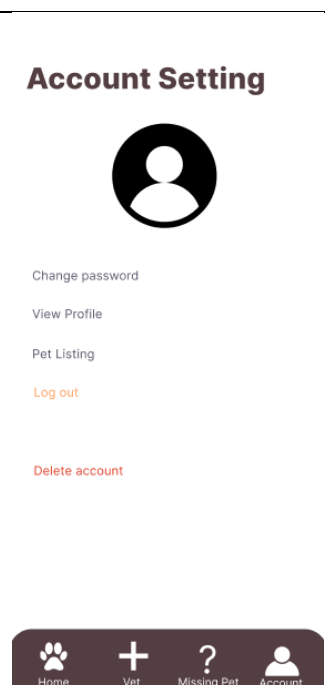 Account Setting
Change password
View Profile
Pet Listing
Log out
Delete account
?
Home Vet Missing Pet Account